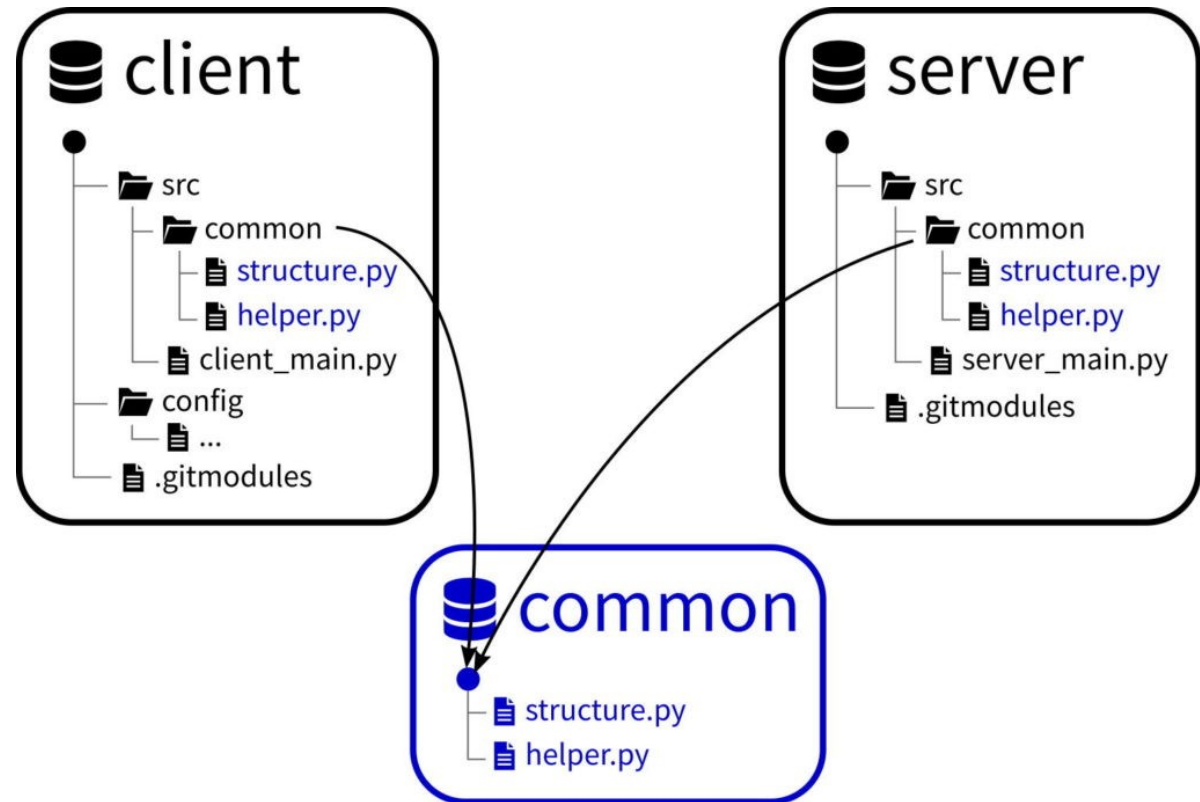 client
src
common
structure.py
helper.py
client_main.py
config
...
.gitmodules
server
src
common
structure.py
helper.py
server_main.py
.gitmodules
common
structure.py
helper.py